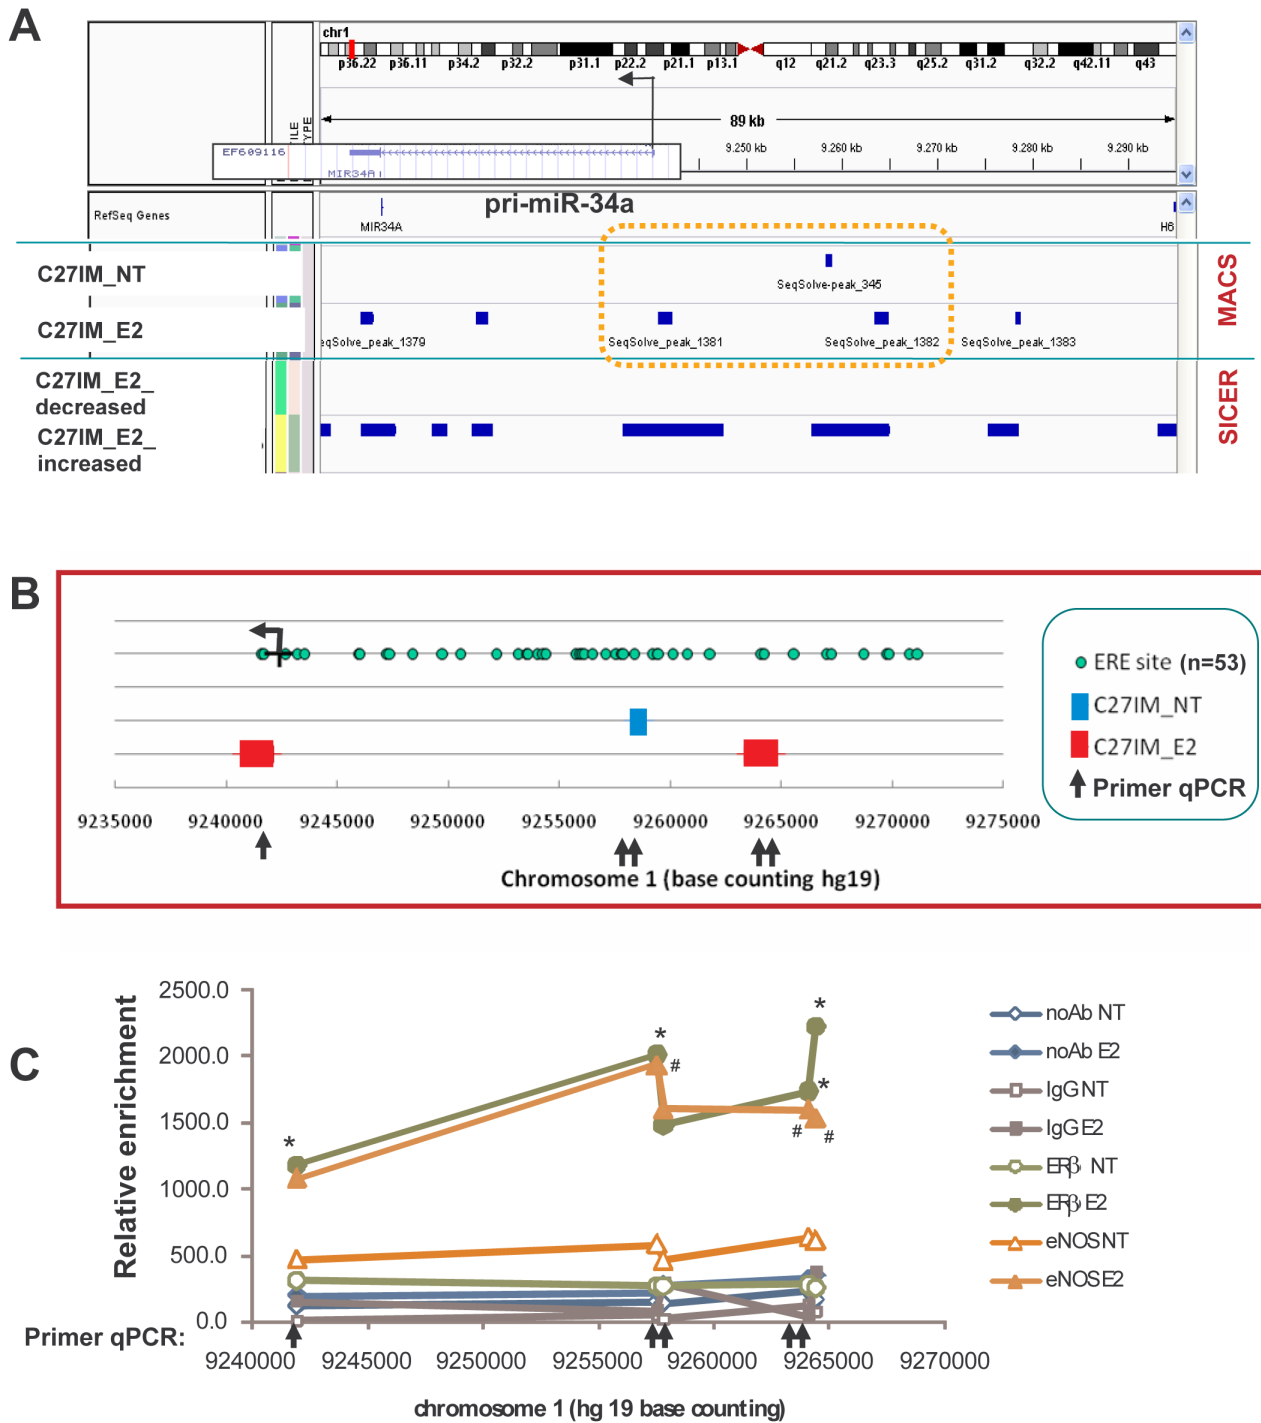 A
chr1
p36.22 p36.11 p34.2 p32.2 p31.1 p22.2 p21.1 p13.1 q12 q21.2 q23.3 q25.2 q31.2 q32.2 q42.11 q43
89 kb
ILE
TYPE
EF609116
MIR34A
9.250 kb 9.260 kb 9.270 kb 9.280 kb 9.290 kb
RefSeq Genes
pri-miR-34a
MIR34A
H6
C27IM_NT
SeqSolve-peak_345
MACS
C27IM_E2
eqSolve_peak_1379 SeqSolve_peak_1381 SeqSolve_peak_1382 SeqSolve_peak_1383
C27IM_E2_
decreased
SICER
C27IM_E2_
increased
B
ERE site (n=53)
C27IM_NT
C27IM_E2
Primer qPCR
9235000 9240000 9245000 9250000 9255000 9260000 9265000 9270000 9275000
Chromosome 1 (base counting hg19)
C
Relative enrichment
2500.0
2000.0
1500.0
1000.0
500.0
0.0
* * # * * # #
noAb NT
noAb E2
IgG NT
IgG E2
ERβ NT
ERβ E2
eNOS NT
eNOS E2
Primer qPCR:
9240000 9245000 9250000 9255000 9260000 9265000 9270000
chromosome 1 (hg 19 base counting)